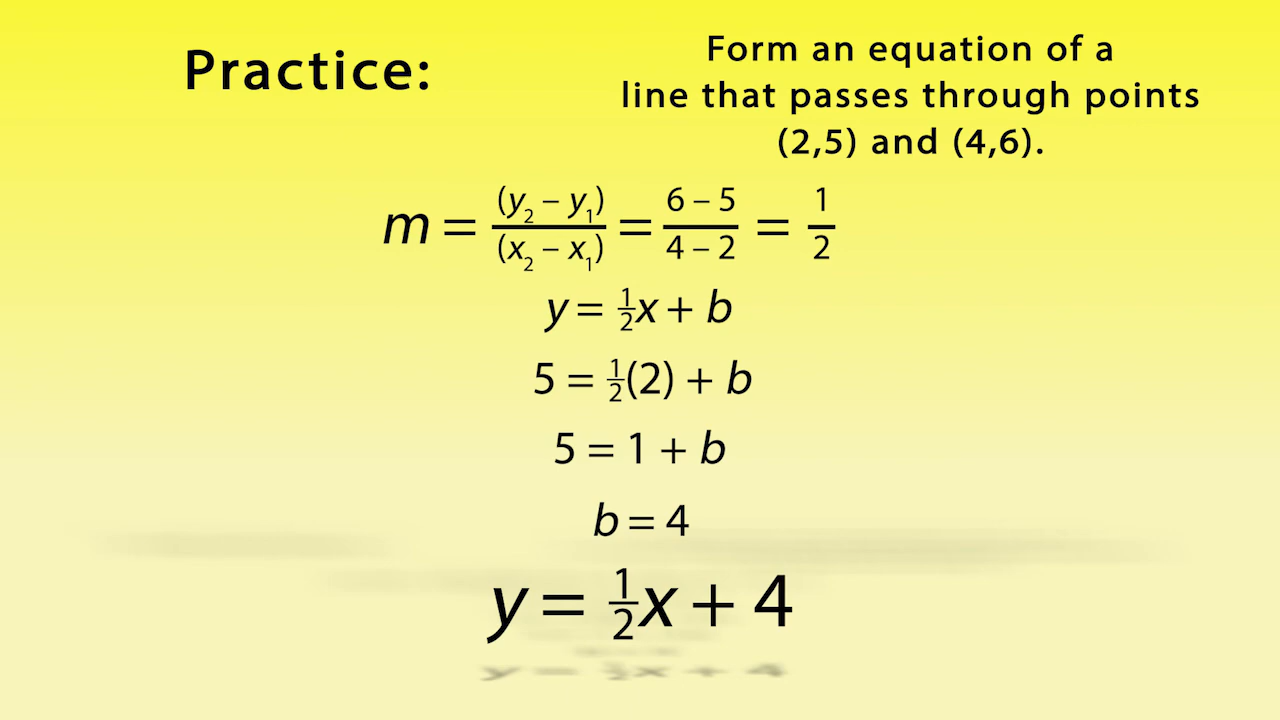 Practice:
Form an equation of a
line that passes through points
(2,5) and (4,6).
m = (y₂ – y₁)/(x₂ – x₁) = 6 – 5/4 – 2 = 1/2
y = ½x + b
5 = ½(2) + b
5 = 1 + b
b = 4
y = ½x + 4